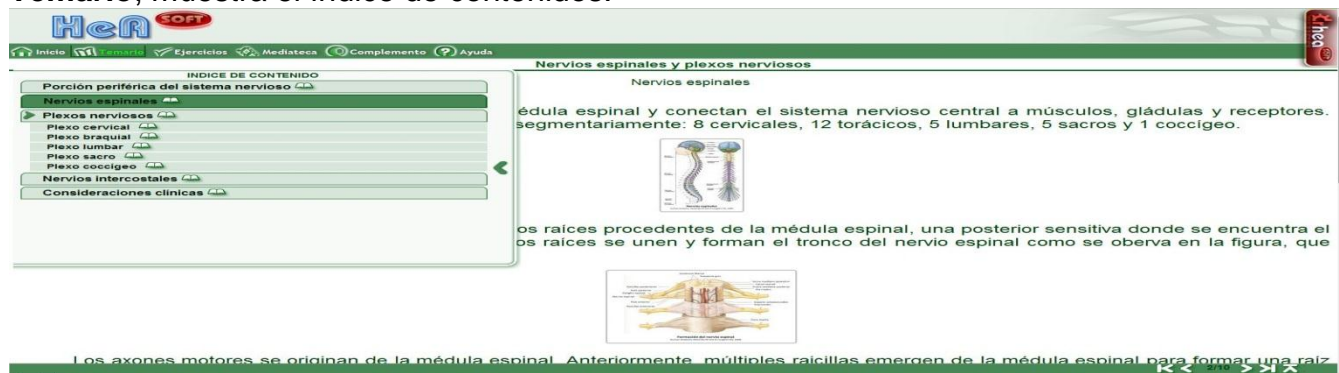 Temario, muestra el índice de contenidos.
HeA SOFT
Inicio Temario Ejercicios Mediateca Complemento ? Ayuda
hea
Nervios espinales y plexos nerviosos
INDICE DE CONTENIDO
Porción periférica del sistema nervioso
Nervios espinales
Plexos nerviosos
Plexo cervical
Plexo braquial
Plexo lumbar
Plexo sacro
Plexo coccígeo
Nervios intercostales
Consideraciones clínicas
Nervios espinales
édula espinal y conectan el sistema nervioso central a músculos, gládulas y receptores.
segmentariamente: 8 cervicales, 12 torácicos, 5 lumbares, 5 sacros y 1 coccígeo.
os raíces procedentes de la médula espinal, una posterior sensitiva donde se encuentra el
os raíces se unen y forman el tronco del nervio espinal como se oberva en la figura, que
Los axones motores se originan de la médula espinal. Anteriormente, múltiples raicillas emergen de la médula espinal para formar una raíz
2/10